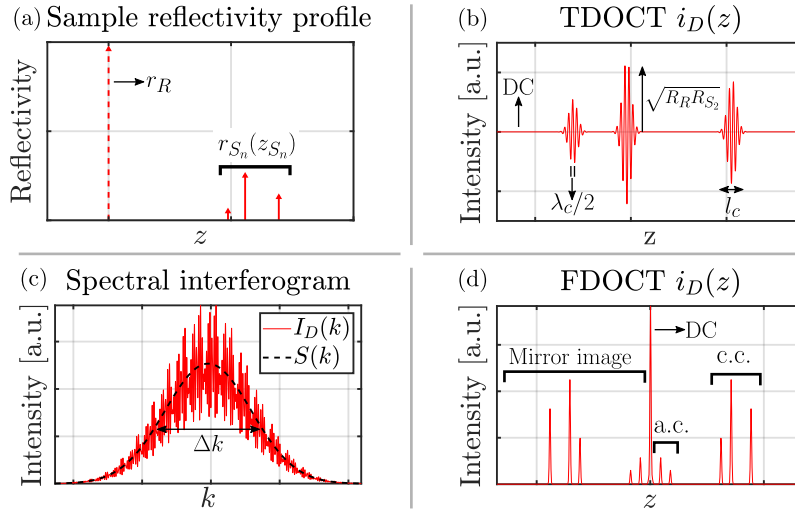 (a) Sample reflectivity profile
Reflectivity
r_R
r_{S_n}(z_{S_n})
z
(b) TDOCT i_D(z)
Intensity [a.u.]
DC
√R_R R_{S_2}
λ_c/2
l_c
z
(c) Spectral interferogram
Intensity [a.u.]
I_D(k)
S(k)
Δk
k
(d) FDOCT i_D(z)
Intensity [a.u.]
DC
Mirror image
c.c.
a.c.
z